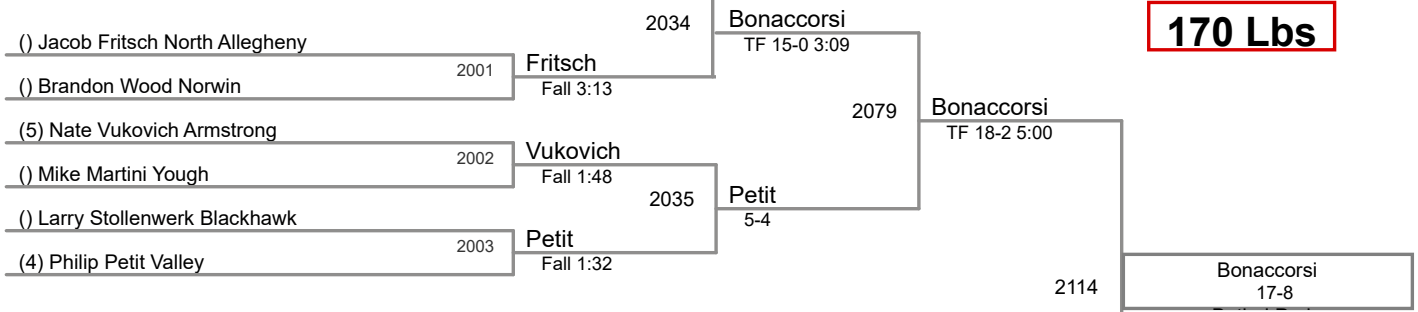 170 Lbs
2034
Bonaccorsi
TF 15-0 3:09
() Jacob Fritsch North Allegheny
2001
Fritsch
Fall 3:13
() Brandon Wood Norwin
2079
Bonaccorsi
TF 18-2 5:00
(5) Nate Vukovich Armstrong
2002
Vukovich
Fall 1:48
() Mike Martini Yough
2035
Petit
5-4
() Larry Stollenwerk Blackhawk
2003
Petit
Fall 1:32
(4) Philip Petit Valley
2114
Bonaccorsi
17-8